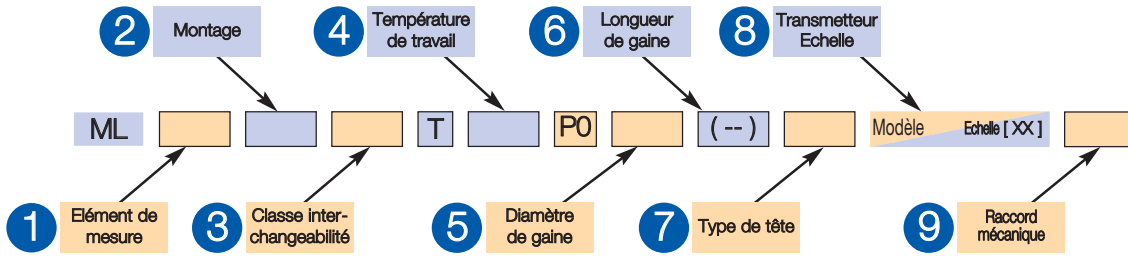 2 Montage
4 Température
de travail
6 Longueur
de gaine
8 Transmetteur
Echelle
ML T P0 (--) Modèle Echelle [ XX ]
1 Elément de
mesure
3 Classe inter-
changeabilité
5 Diamètre
de gaine
7 Type de tête
9 Raccord
mécanique